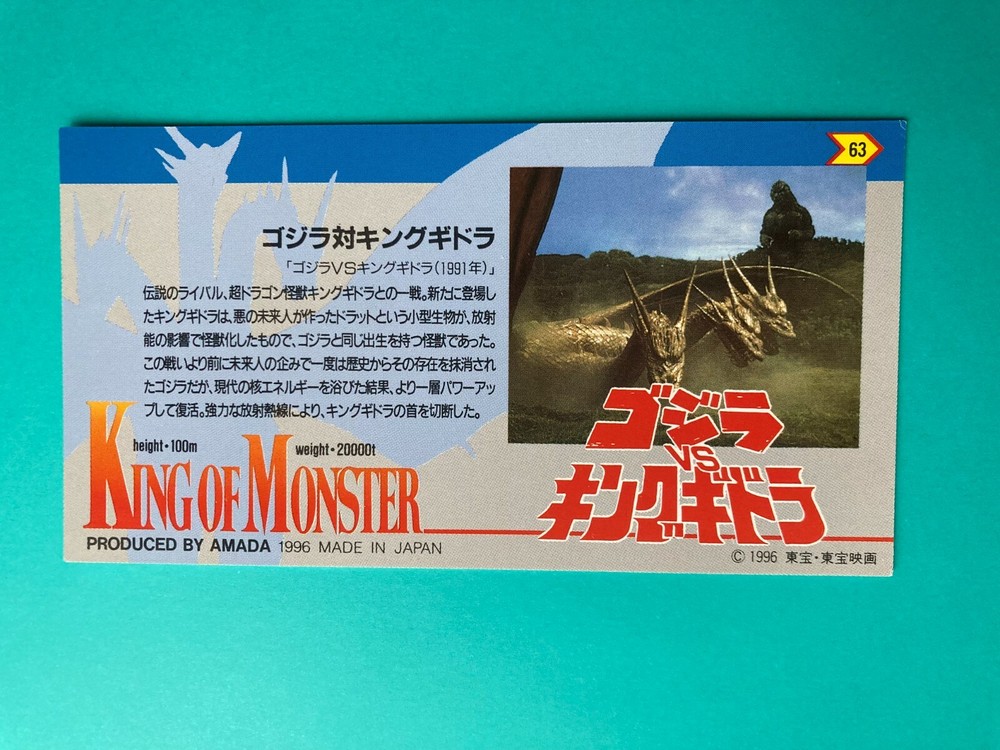 63
ゴジラ対キングギドラ
「ゴジラVSキングギドラ(1991年)」
伝説のライバル、超ドラゴン怪獣キングギドラとの一戦。新たに登場し
たキングギドラは、悪の未来人が作ったドラットという小型生物が、放射
能の影響で怪獣化したもので、ゴジラと同じ出生を持つ怪獣であった。
この戦いより前に未来人の企みで一度は歴史からその存在を抹消され
たゴジラだが、現代の核エネルギーを浴びた結果、より一層パワーアッ
プして復活。強力な放射熱線により、キングギドラの首を切断した。
height・100m
weight・20000t
KING OF MONSTER
PRODUCED BY AMADA 1996 MADE IN JAPAN
ゴジラ
VS
キングギドラ
© 1996 東宝・東宝映画